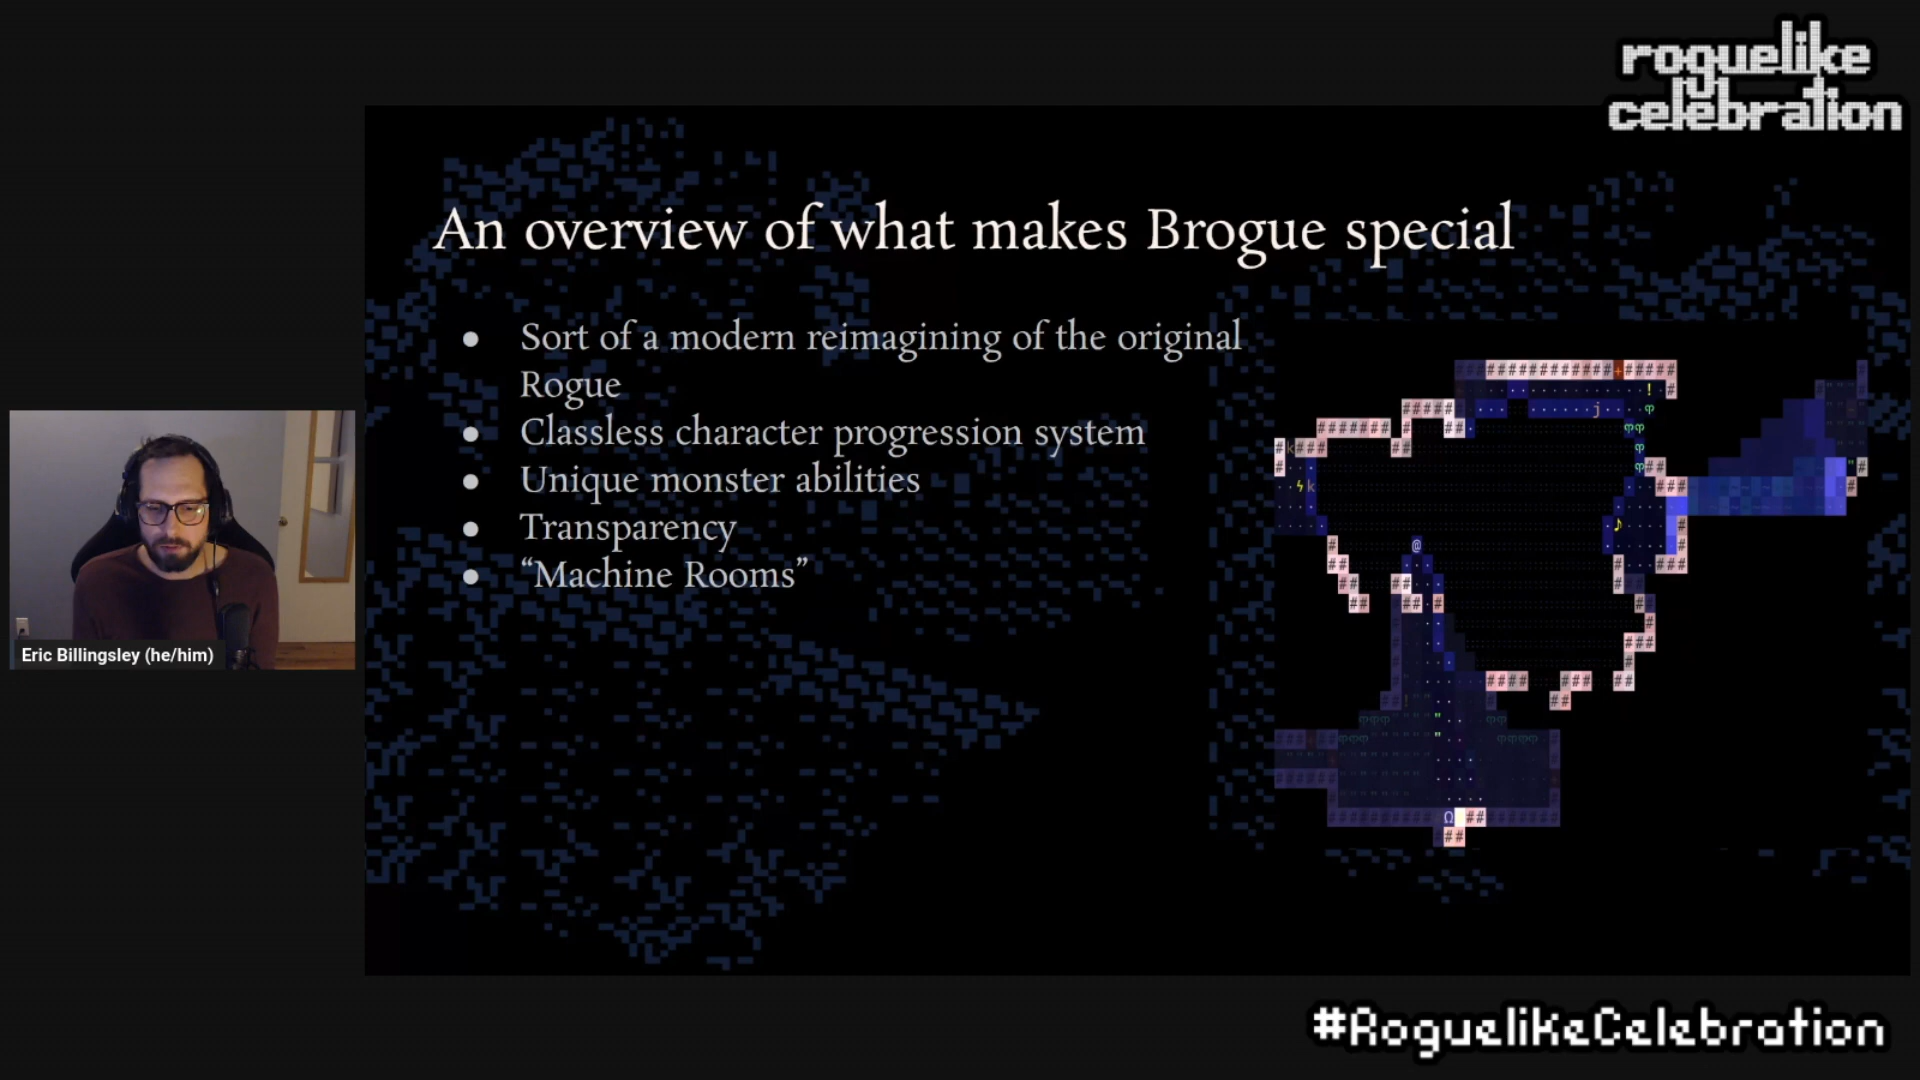 roguelike
celebration
An overview of what makes Brogue special
● Sort of a modern reimagining of the original
Rogue
● Classless character progression system
● Unique monster abilities
● Transparency
● “Machine Rooms”
Eric Billingsley (he/him)
#RoguelikeCelebration